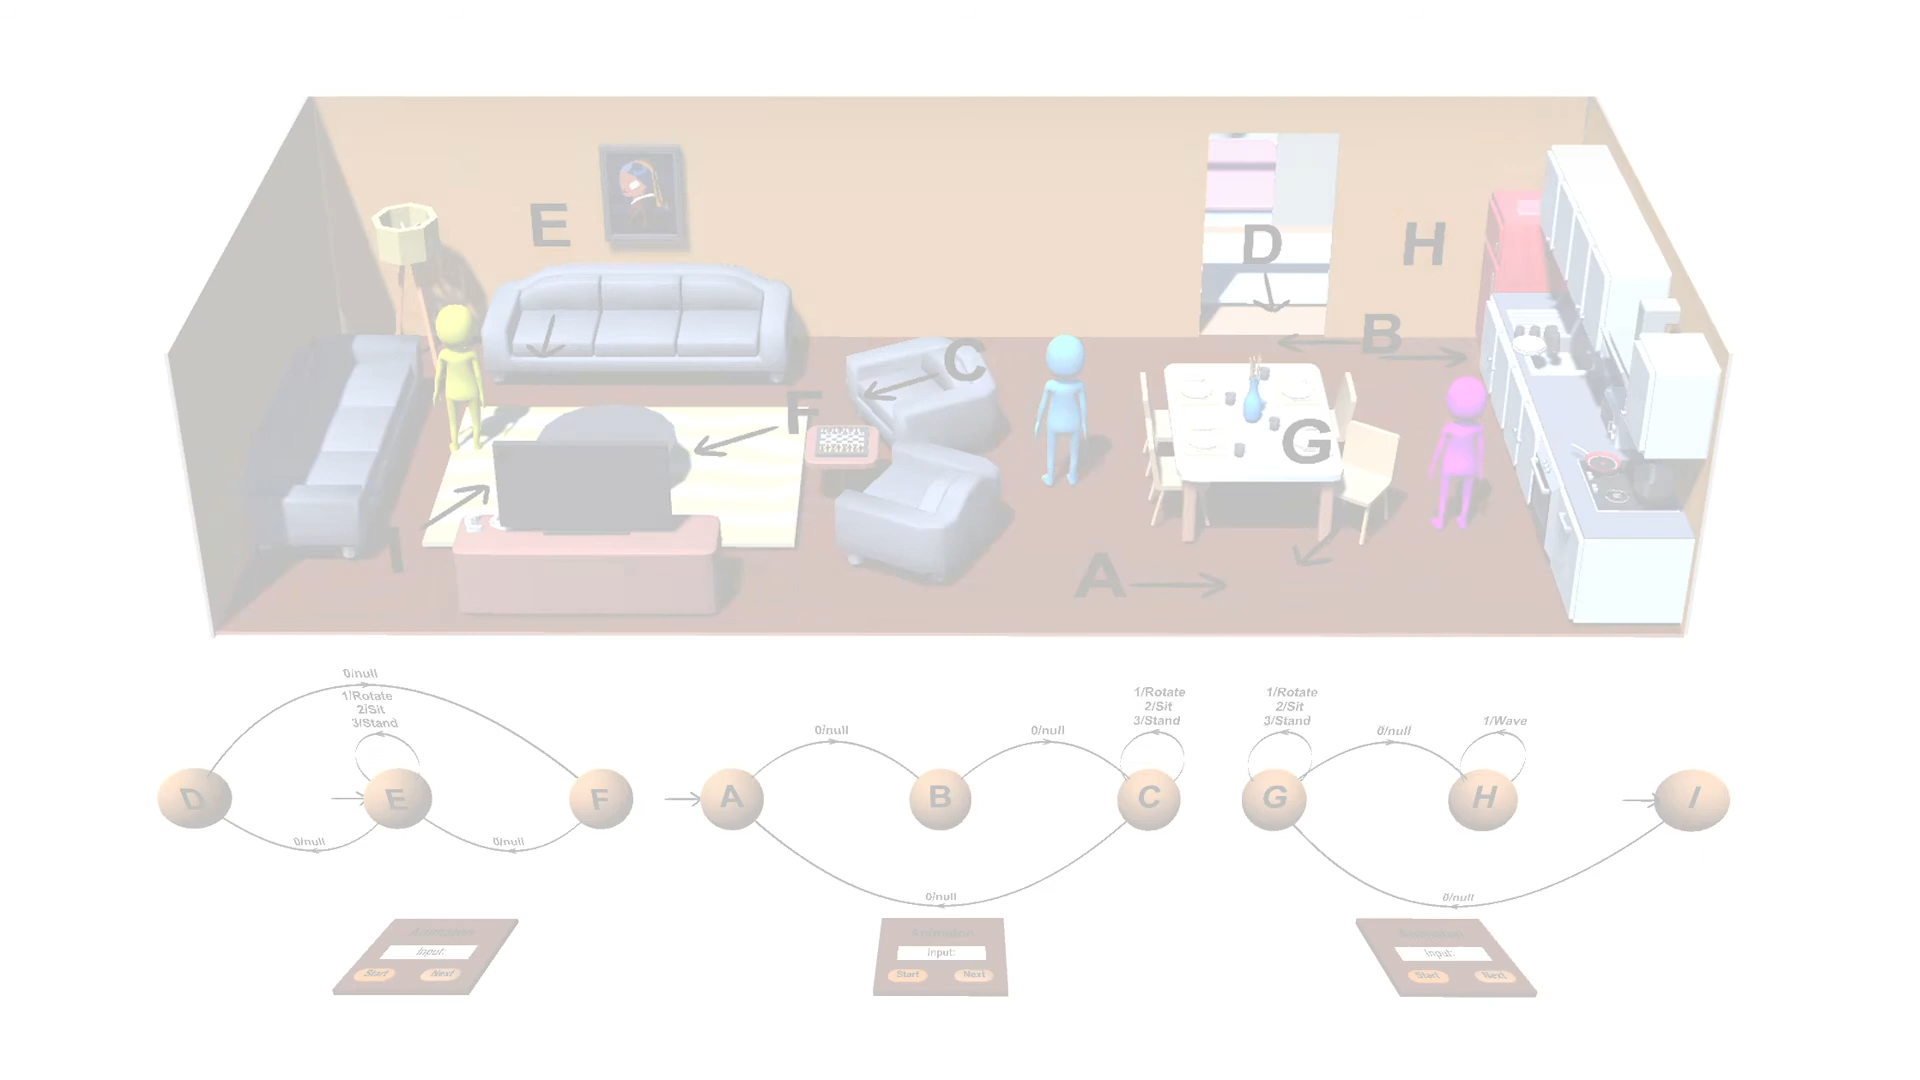 E
D
H
B
C
F
G
I
A
0/null
1/Rotate
2/Sit
3/Stand
D
E
F
0/null
0/null
0/null
0/null
1/Rotate
2/Sit
3/Stand
A
B
C
0/null
1/Rotate
2/Sit
3/Stand
0/null
1/Wave
G
H
I
0/null
Animation
Input:
Start
Next
Animation
Input:
Start
Next
Animation
Input:
Start
Next